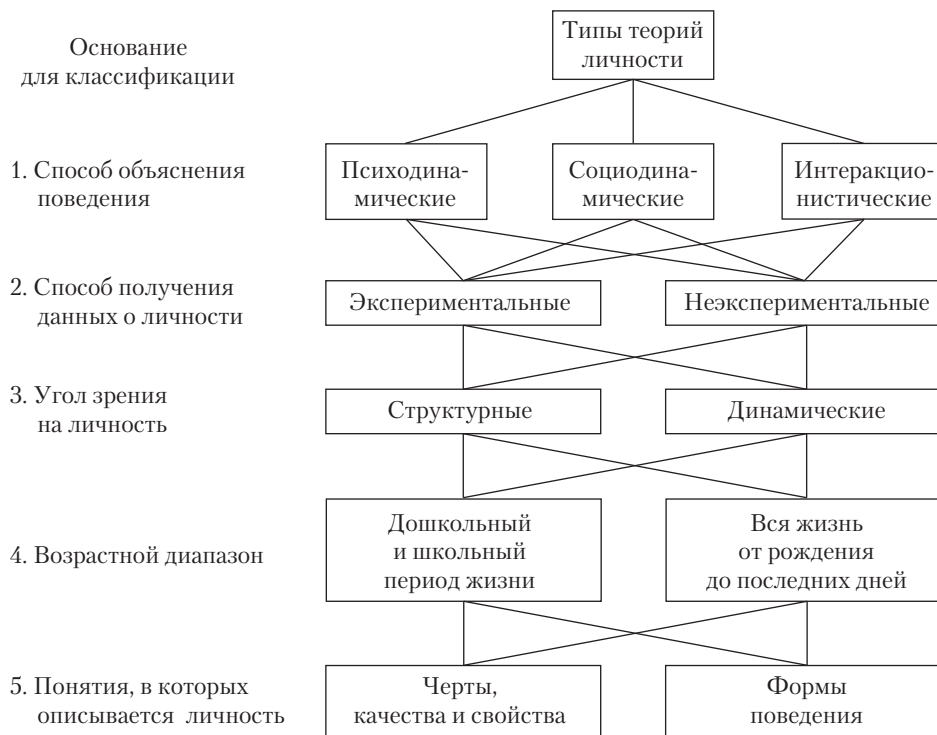 Основание
для классификации
Типы теорий
личности
1. Способ объяснения
поведения
Психодина-
мические
Социодина-
мические
Интеракцио-
нистические
2. Способ получения
данных о личности
Экспериментальные
Неэкспериментальные
3. Угол зрения
на личность
Структурные
Динамические
4. Возрастной диапазон
Дошкольный
и школьный
период жизни
Вся жизнь
от рождения
до последних дней
5. Понятия, в которых
описывается личность
Черты,
качества и свойства
Формы
поведения